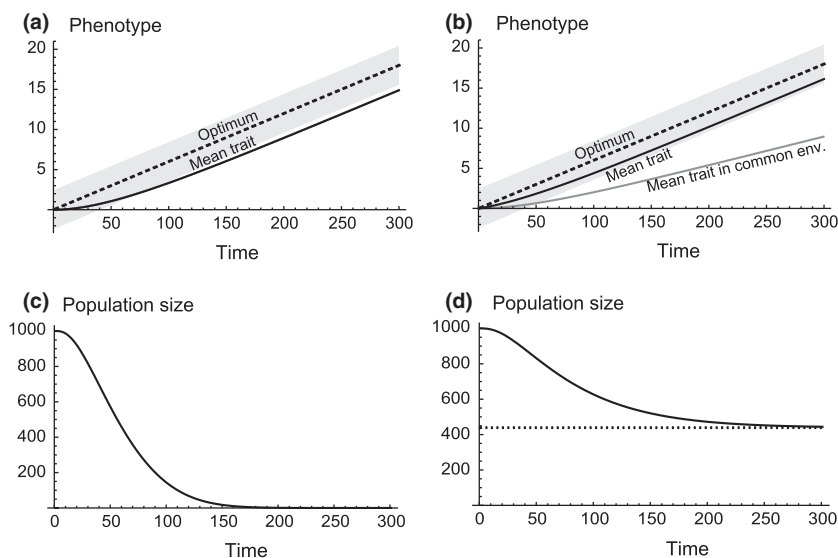 (a) Phenotype
20
15
10
5
Optimum
Mean trait
50 100 150 200 250 300
Time
(b) Phenotype
20
15
10
5
0
Optimum
Mean trait
Mean trait in common env.
0 50 100 150 200 250 300
Time
(c) Population size
1000
800
600
400
200
0 50 100 150 200 250 300
Time
(d) Population size
1000
800
600
400
200
0 50 100 150 200 250 300
Time